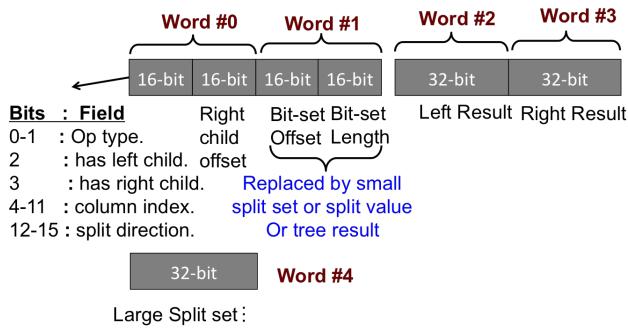 Word #0 Word #1 Word #2 Word #3
16-bit 16-bit 16-bit 16-bit 32-bit 32-bit
Bits : Field
0-1 : Op type.
2 : has left child.
3 : has right child.
4-11 : column index.
12-15 : split direction.
Right
child
offset
Bit-set
Offset
Bit-set
Length
Left Result Right Result
Replaced by small
split set or split value
Or tree result
32-bit Word #4
Large Split set⋮